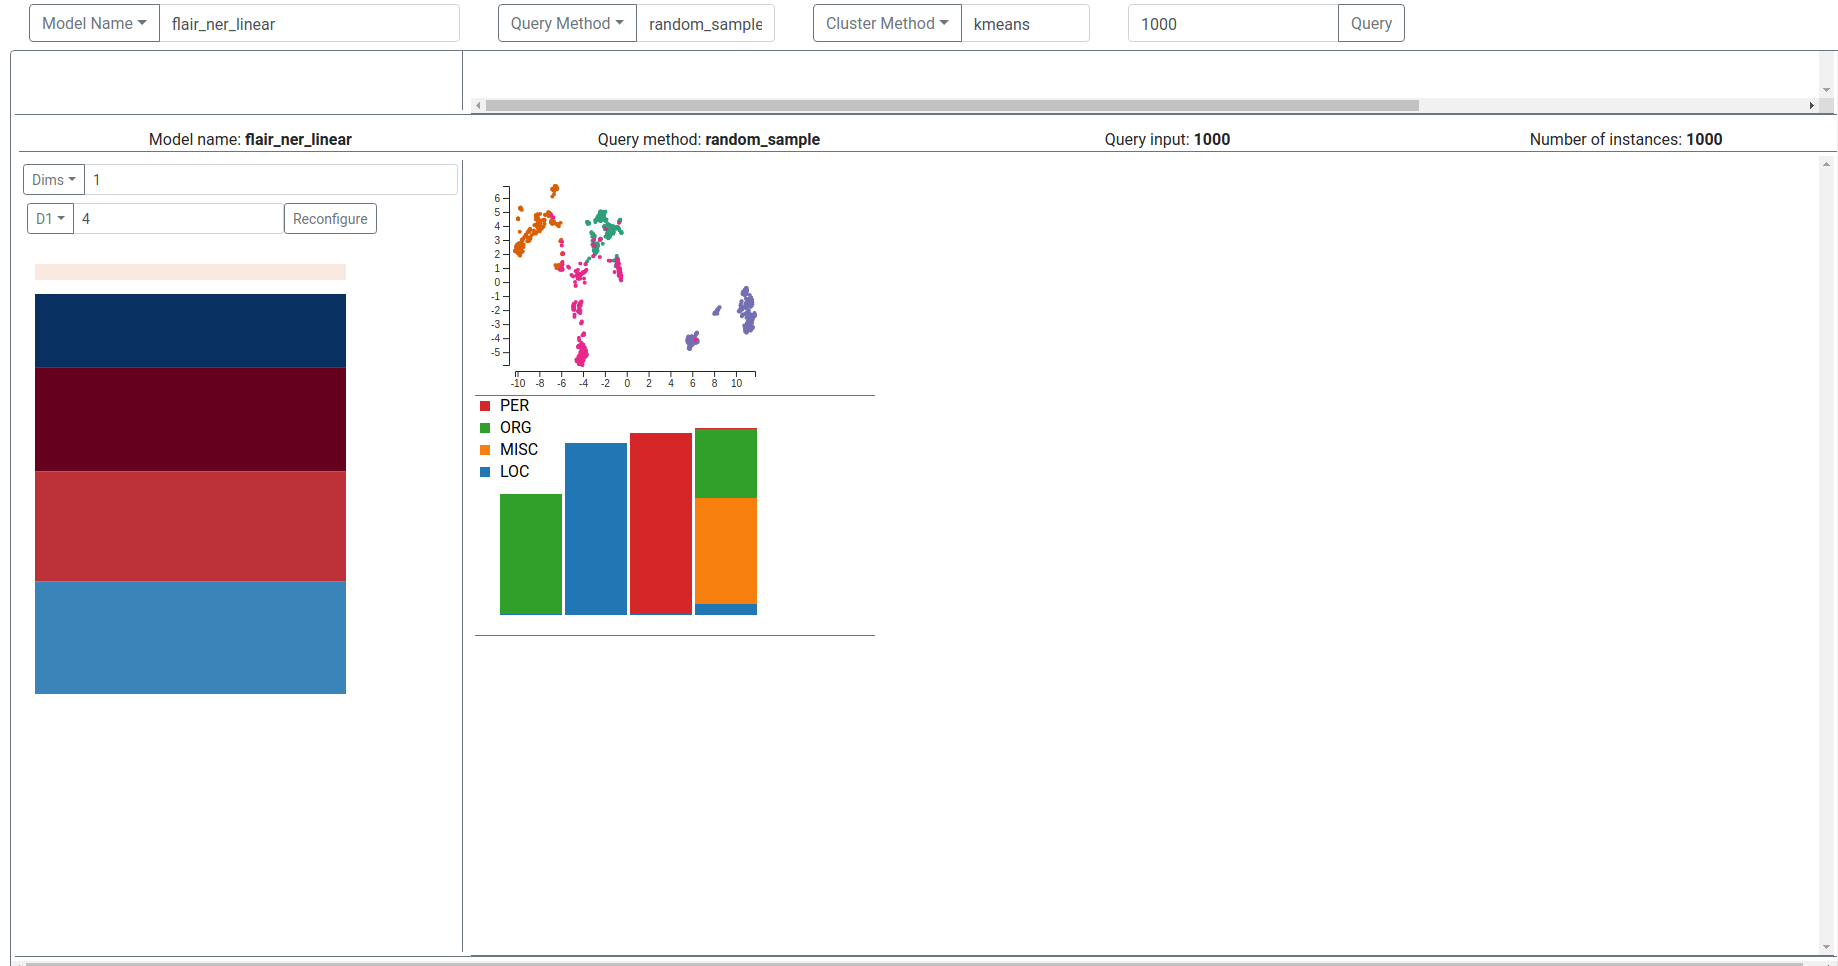 Model Name flair_ner_linear Query Method random_sample Cluster Method kmeans 1000 Query
Model name: flair_ner_linear Query method: random_sample Query input: 1000 Number of instances: 1000
Dims 1
D1 4 Reconfigure
6
5
4
3
2
1
0
-1
-2
-3
-4
-5
-10 -8 -6 -4 -2 0 2 4 6 8 10
PER
ORG
MISC
LOC